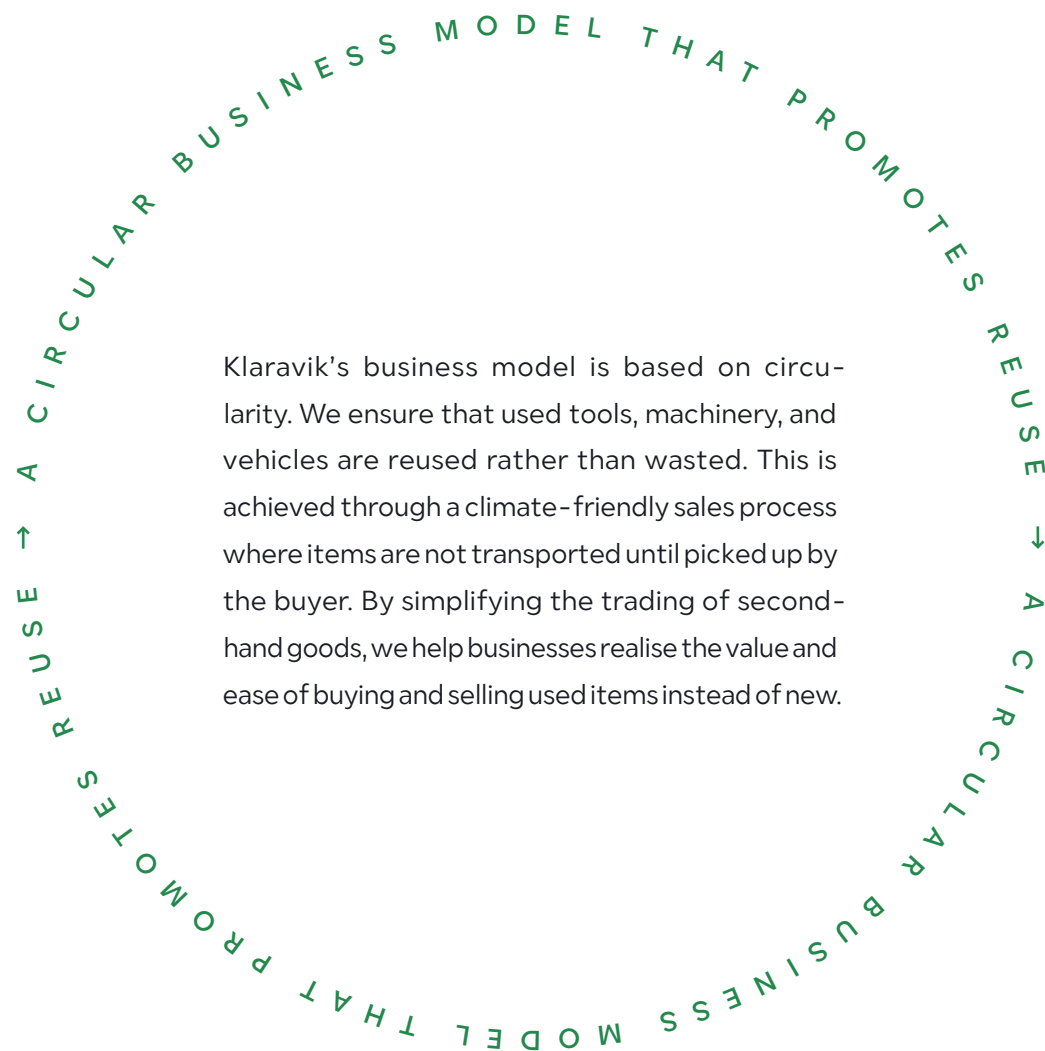 A CIRCULAR BUSINESS MODEL THAT PROMOTES REUSE →
A CIRCULAR BUSINESS MODEL THAT PROMOTES REUSE →
Klaravik’s business model is based on circu-
larity. We ensure that used tools, machinery, and
vehicles are reused rather than wasted. This is
achieved through a climate-friendly sales process
where items are not transported until picked up by
the buyer. By simplifying the trading of second-
hand goods, we help businesses realise the value and
ease of buying and selling used items instead of new.